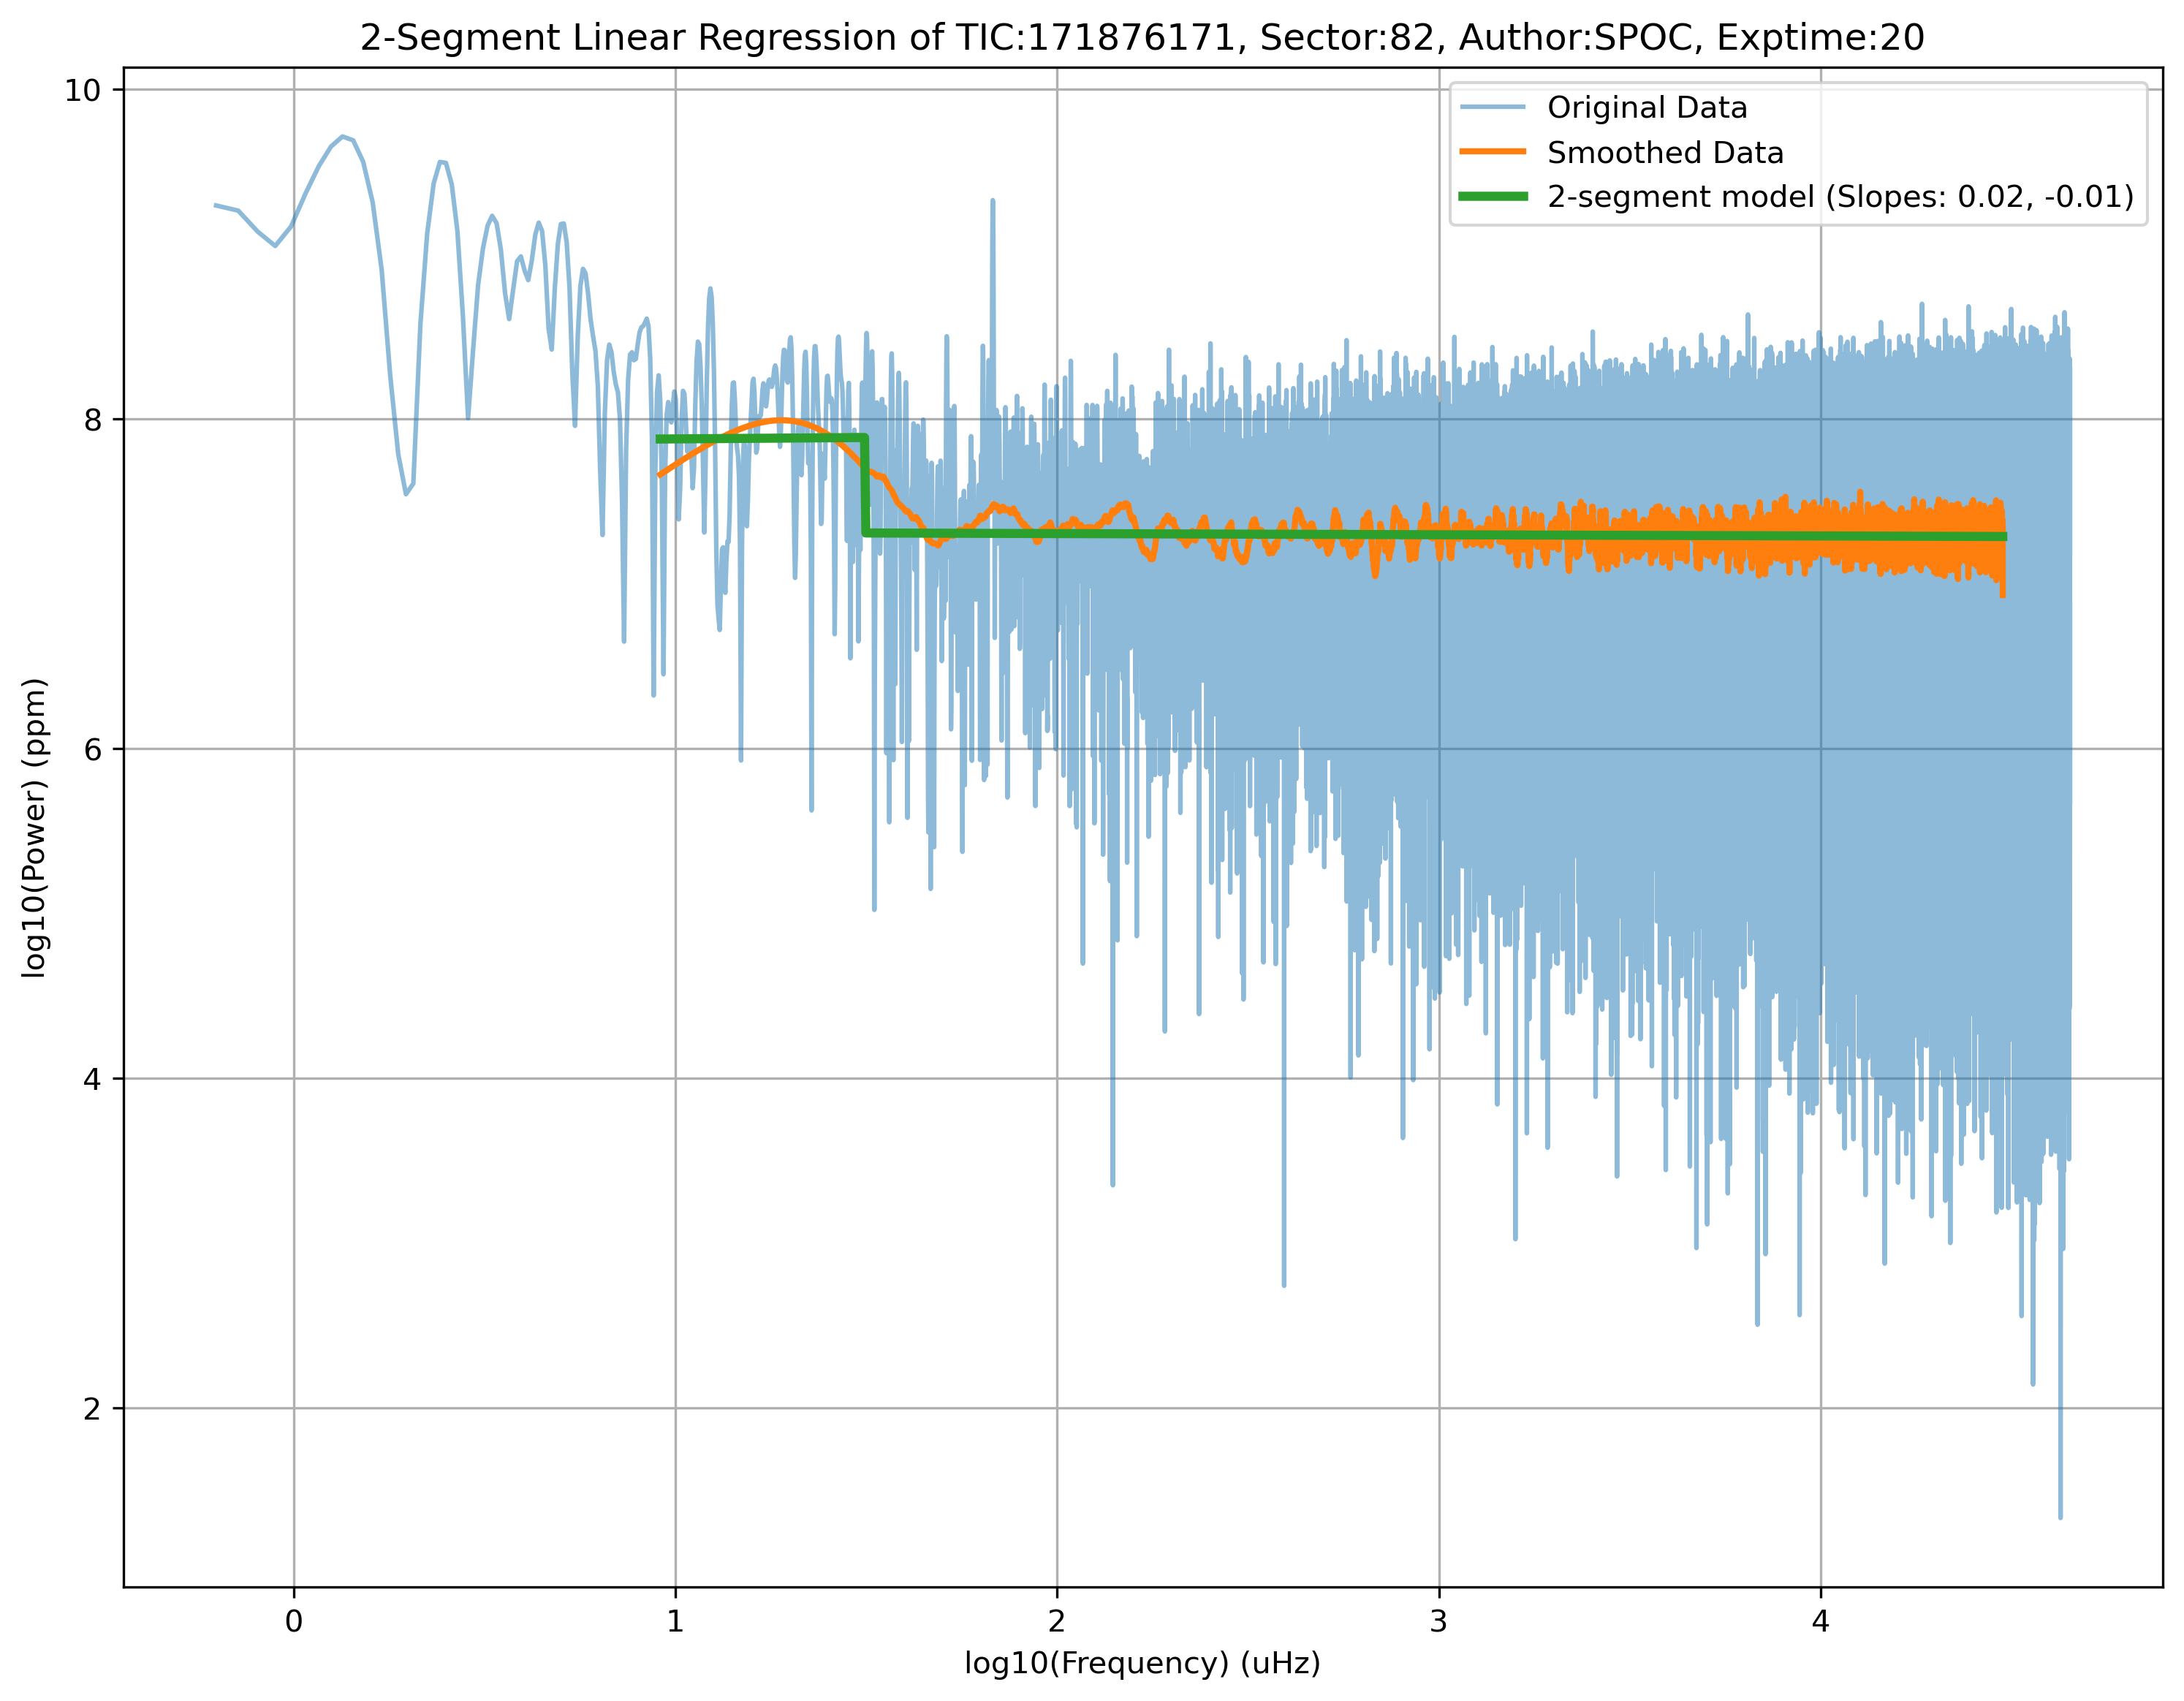 2-Segment Linear Regression of TIC:171876171, Sector:82, Author:SPOC, Exptime:20
Original Data
Smoothed Data
2-segment model (Slopes: 0.02, -0.01)
10
8
6
4
2
log10(Power) (ppm)
0 1 2 3 4
log10(Frequency) (uHz)